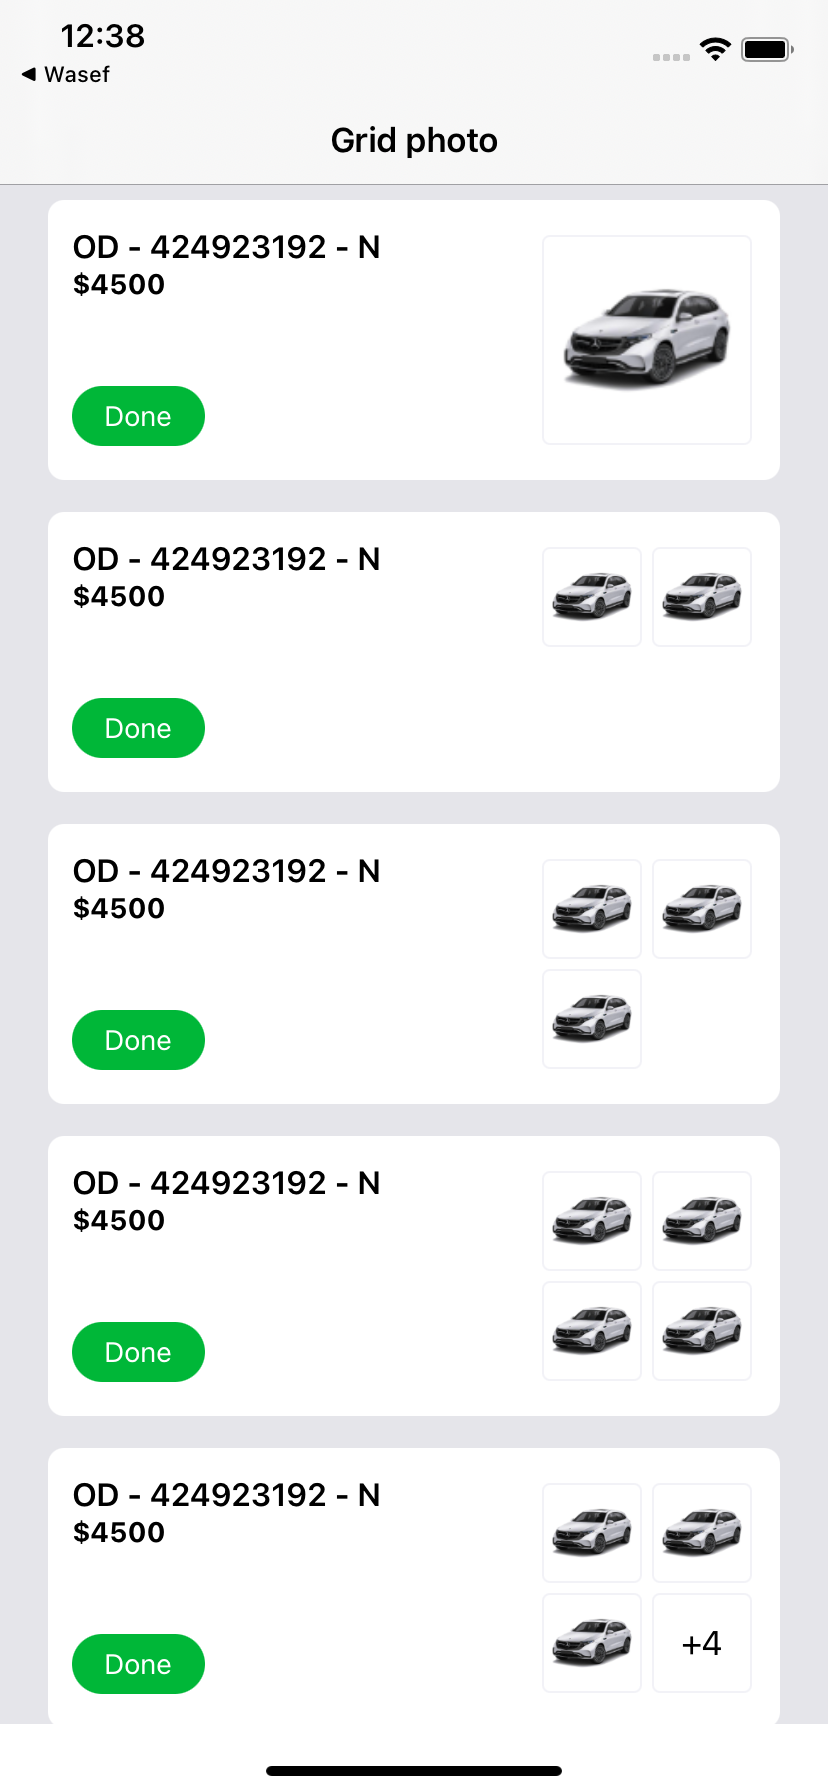 12:38
◀ Wasef
Grid photo
OD - 424923192 - N
$4500
Done
OD - 424923192 - N
$4500
Done
OD - 424923192 - N
$4500
Done
OD - 424923192 - N
$4500
Done
OD - 424923192 - N
$4500
+4
Done